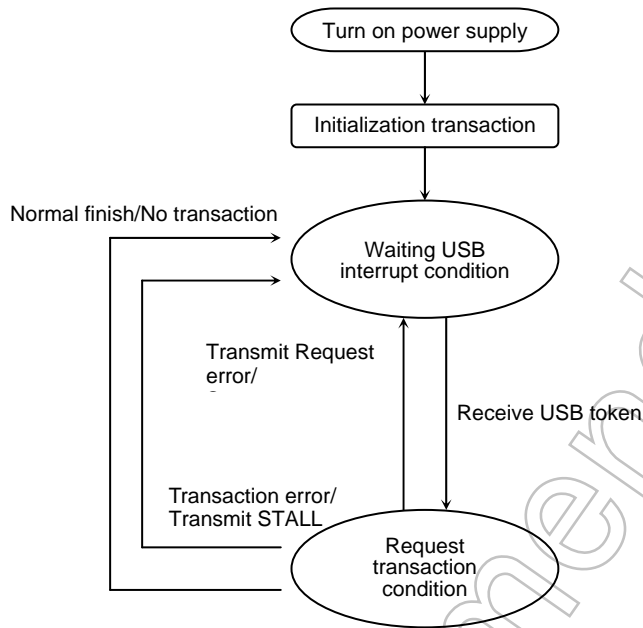 Turn on power supply
Initialization transaction
Normal finish/No transaction
Waiting USB
interrupt condition
Transmit Request
error/
Receive USB token
Transaction error/
Transmit STALL
Request
transaction
condition